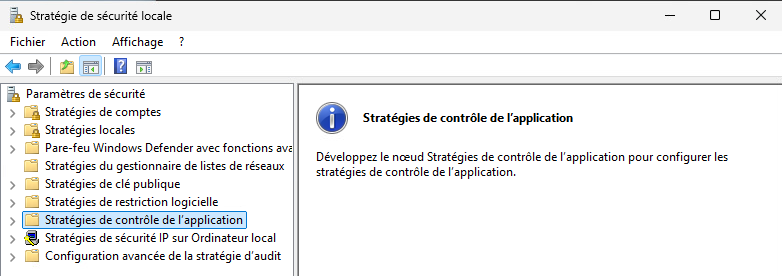 Stratégie de sécurité locale
Fichier Action Affichage ?
Paramètres de sécurité
Stratégies de comptes
Stratégies locales
Pare-feu Windows Defender avec fonctions ava
Stratégies du gestionnaire de listes de réseaux
Stratégies de clé publique
Stratégies de restriction logicielle
Stratégies de contrôle de l’application
Stratégies de sécurité IP sur Ordinateur local
Configuration avancée de la stratégie d’audit
Stratégies de contrôle de l’application
Développez le nœud Stratégies de contrôle de l’application pour configurer les
stratégies de contrôle de l’application.